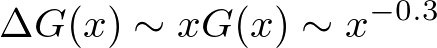 ΔG(x) ∼ xG(x) ∼ x^{−0.3}